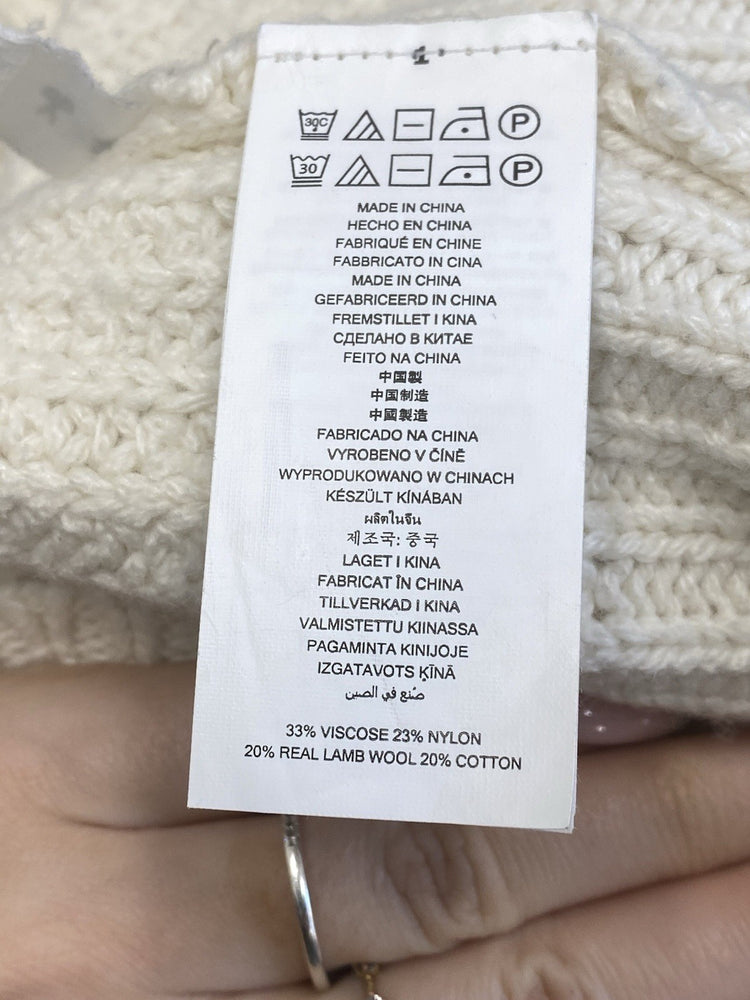 1
30C
P
30
P
MADE IN CHINA
HECHO EN CHINA
FABRIQUÉ EN CHINE
FABBRICATO IN CINA
MADE IN CHINA
GEFABRICEERD IN CHINA
FREMSTILLET I KINA
СДЕЛАНО В КИТАЕ
FEITO NA CHINA
中国製
中国制造
中國製造
FABRICADO NA CHINA
VYROBENO V ČÍNĚ
WYPRODUKOWANO W CHINACH
KÉSZÜLT KÍNÁBAN
ผลิตในจีน
제조국: 중국
LAGET I KINA
FABRICAT ÎN CHINA
TILLVERKAD I KINA
VALMISTETTU KIINASSA
PAGAMINTA KINIJOJE
IZGATAVOTS ĶĪNĀ
صُنع في الصين
33% VISCOSE 23% NYLON
20% REAL LAMB WOOL 20% COTTON